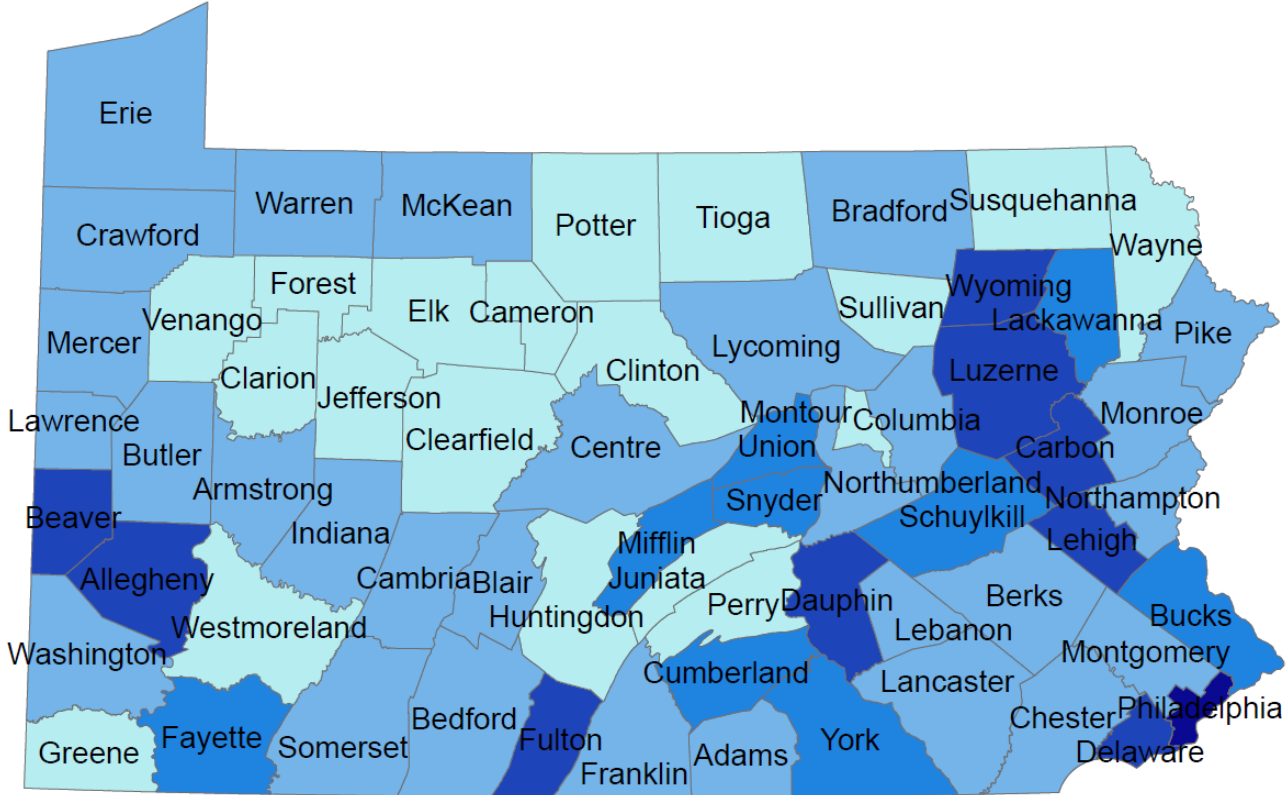 Erie
Warren
McKean
Potter
Tioga
Bradford
Susquehanna
Wayne
Crawford
Forest
Venango
Elk
Cameron
Sullivan
Wyoming
Lackawanna
Pike
Mercer
Clarion
Jefferson
Clinton
Lycoming
Luzerne
Lawrence
Butler
Clearfield
Centre
Montour
Union
Columbia
Monroe
Carbon
Armstrong
Snyder
Northumberland
Northampton
Schuylkill
Beaver
Indiana
Mifflin
Lehigh
Allegheny
Cambria
Blair
Juniata
Huntingdon
Perry
Dauphin
Berks
Bucks
Westmoreland
Lebanon
Washington
Montgomery
Cumberland
Lancaster
Greene
Fayette
Somerset
Bedford
Fulton
Franklin
Adams
York
Chester
Philadelphia
Delaware